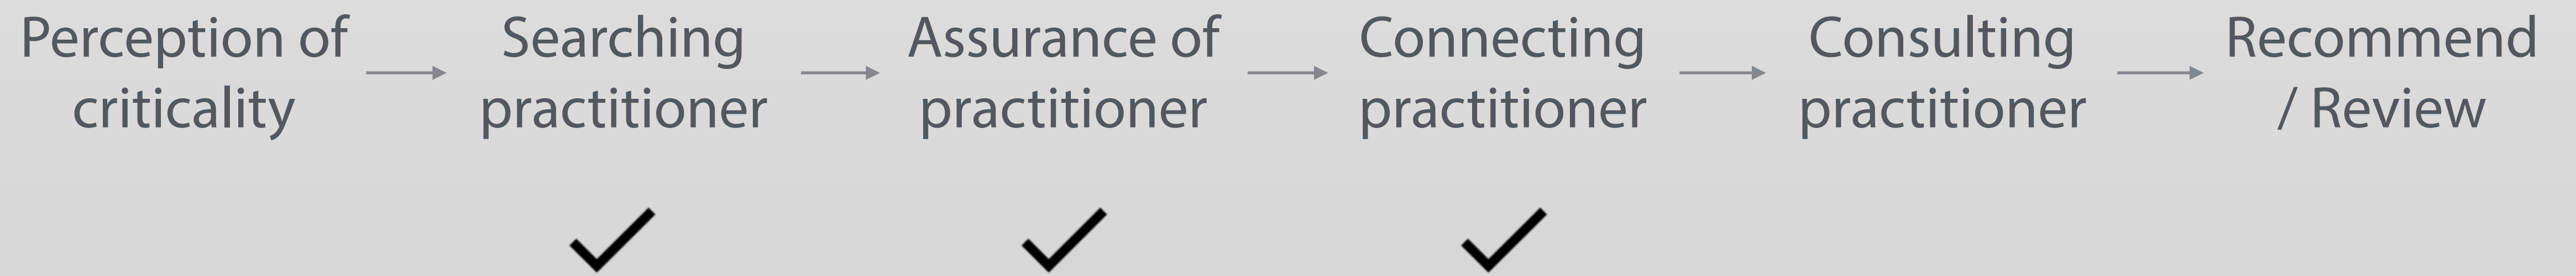 Perception of
criticality
Searching
practitioner
Assurance of
practitioner
Connecting
practitioner
Consulting
practitioner
Recommend
/ Review